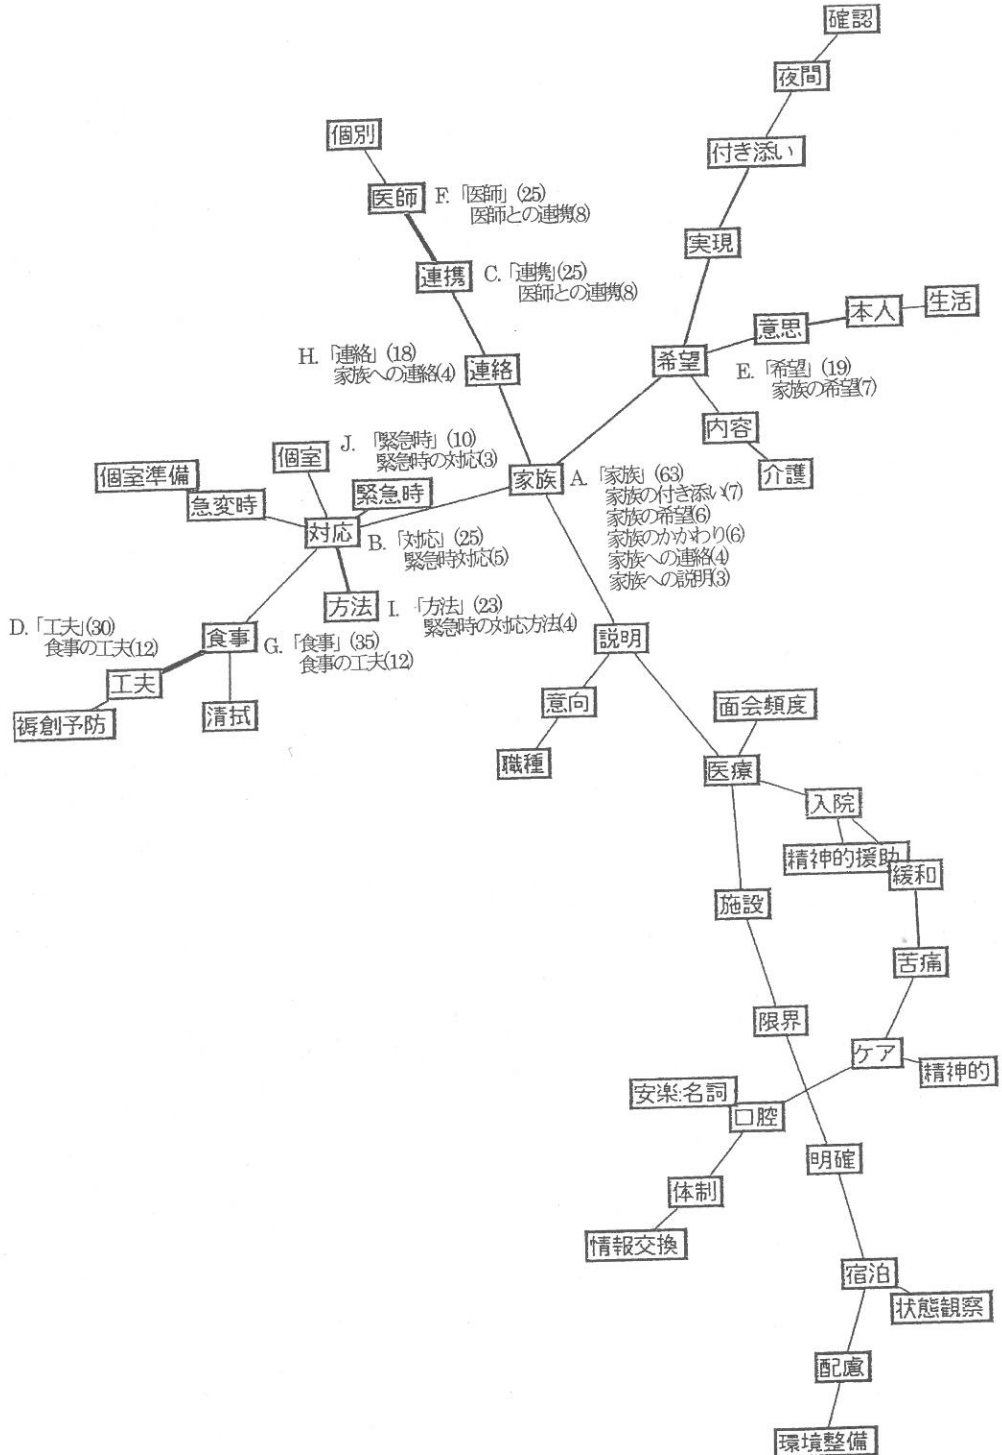 確認
夜間
個別
付き添い
医師
F. 「医師」(25)
医師との連携(8)
実現
連携
C. 「連携」(25)
医師との連携(8)
生活
本人
意思
H. 「連絡」(18)
家族への連絡(4)
連絡
希望
E. 「希望」(19)
家族の希望(7)
内容
J. 「緊急時」(10)
緊急時の対応(3)
個室
個室準備
急変時
緊急時
家族
A. 「家族」(63)
家族の付き添い(7)
家族の希望(6)
家族のかかわり(6)
家族への連絡(4)
家族への説明(3)
介護
対応
B. 「対応」(25)
緊急時対応(5)
方法
I. 「方法」(23)
緊急時の対応方法(4)
D. 「工夫」(30)
食事の工夫(12)
食事
G. 「食事」(35)
食事の工夫(12)
説明
工夫
褥創予防
清拭
意向
面会頻度
職種
医療
入院
精神的援助
緩和
施設
苦痛
限界
ケア
精神的
安楽:名詞
口腔
明確
体制
情報交換
宿泊
状態観察
配慮
環境整備